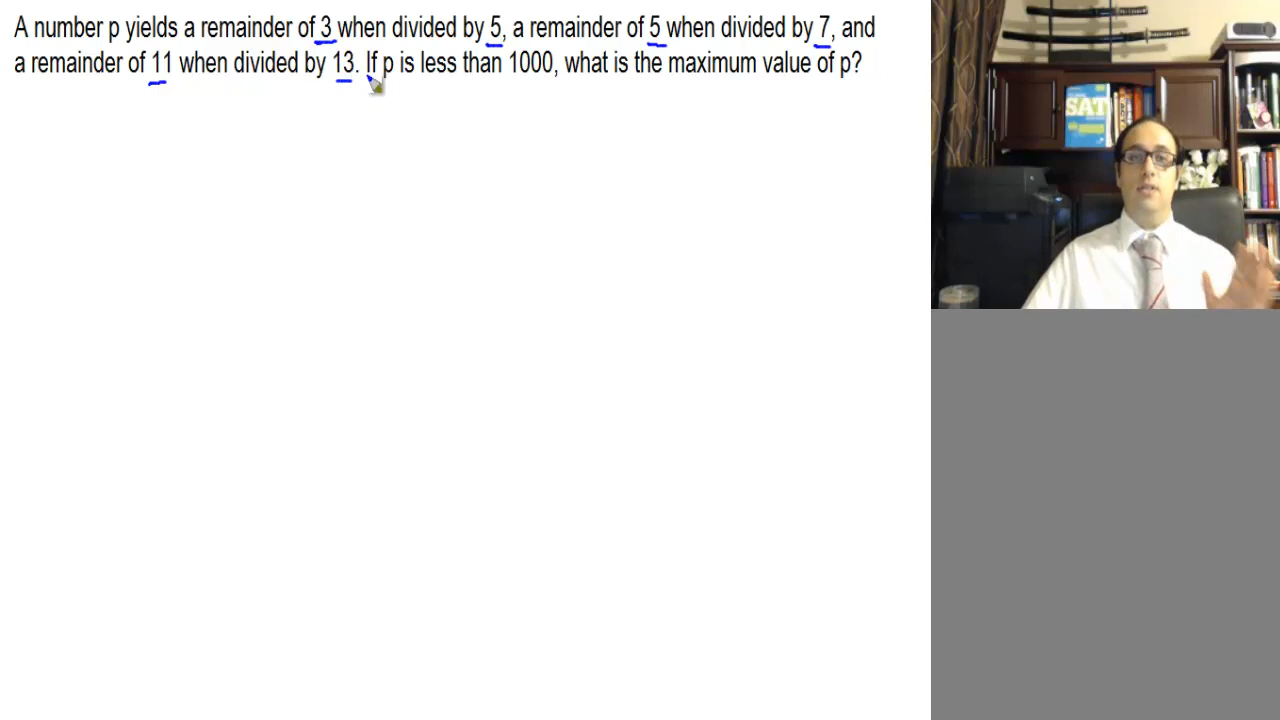 A number p yields a remainder of 3 when divided by 5, a remainder of 5 when divided by 7, and
a remainder of 11 when divided by 13. If p is less than 1000, what is the maximum value of p?
SAT